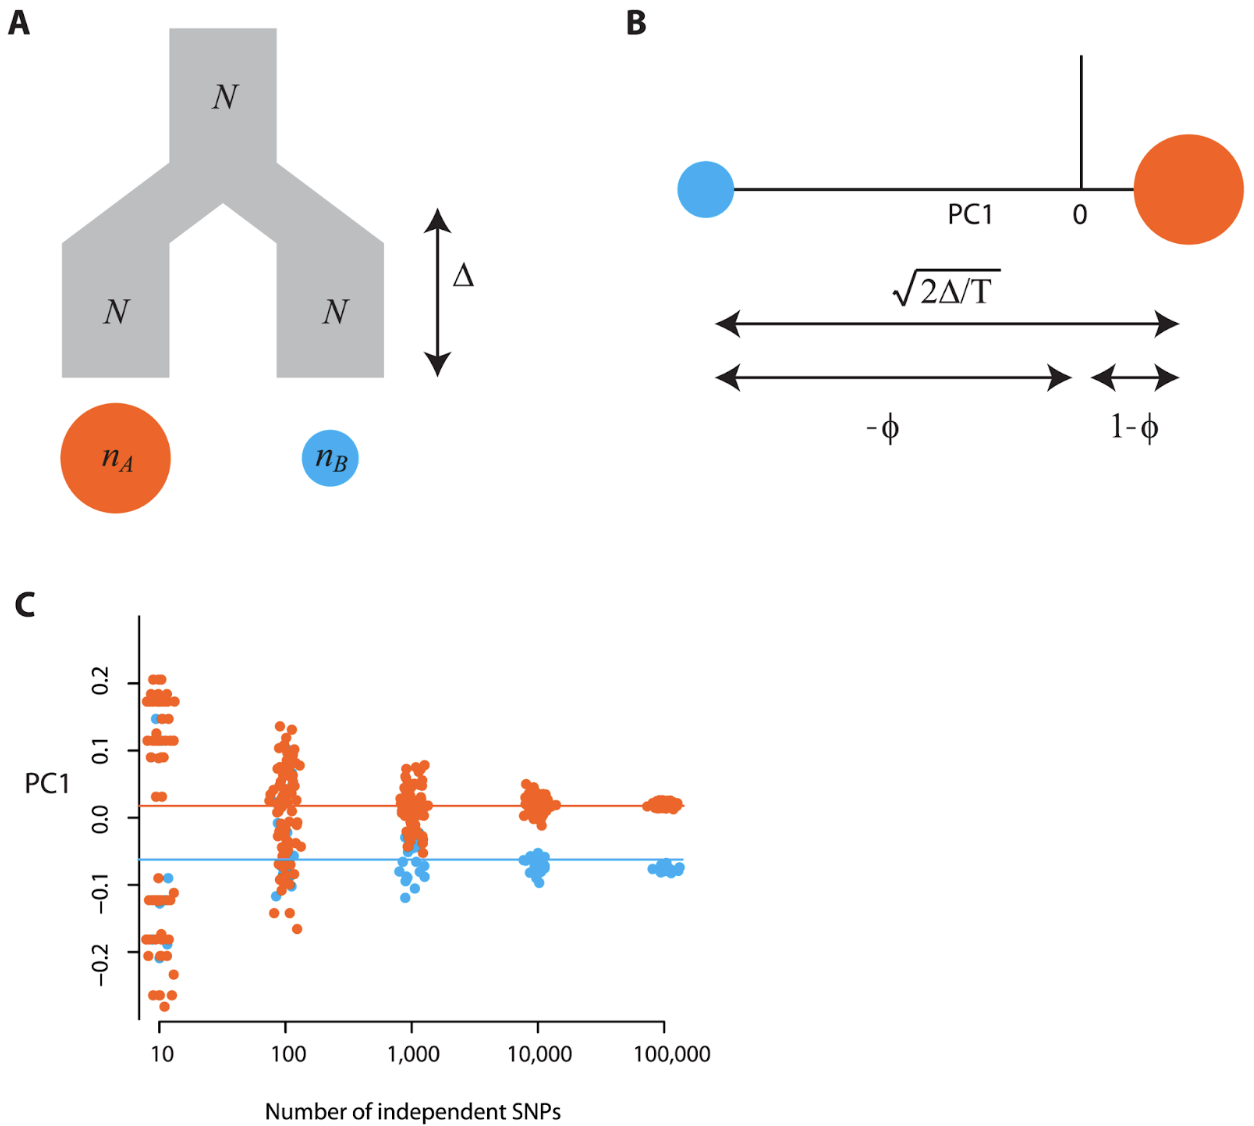 A
N
N
N
Δ
n_A
n_B
B
PC1
0
√2Δ/T
-ϕ
1-ϕ
C
PC1
0.2
0.1
0.0
−0.1
−0.2
10
100
1,000
10,000
100,000
Number of independent SNPs